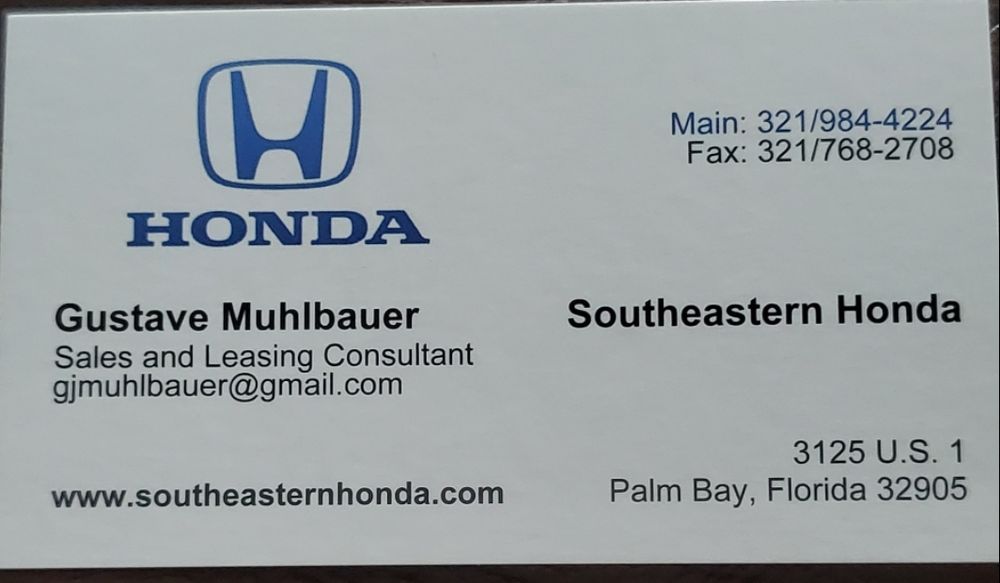 HONDA
Main: 321/984-4224
Fax: 321/768-2708
Gustave Muhlbauer
Sales and Leasing Consultant
gjmuhlbauer@gmail.com
www.southeasternhonda.com
Southeastern Honda
3125 U.S. 1
Palm Bay, Florida 32905